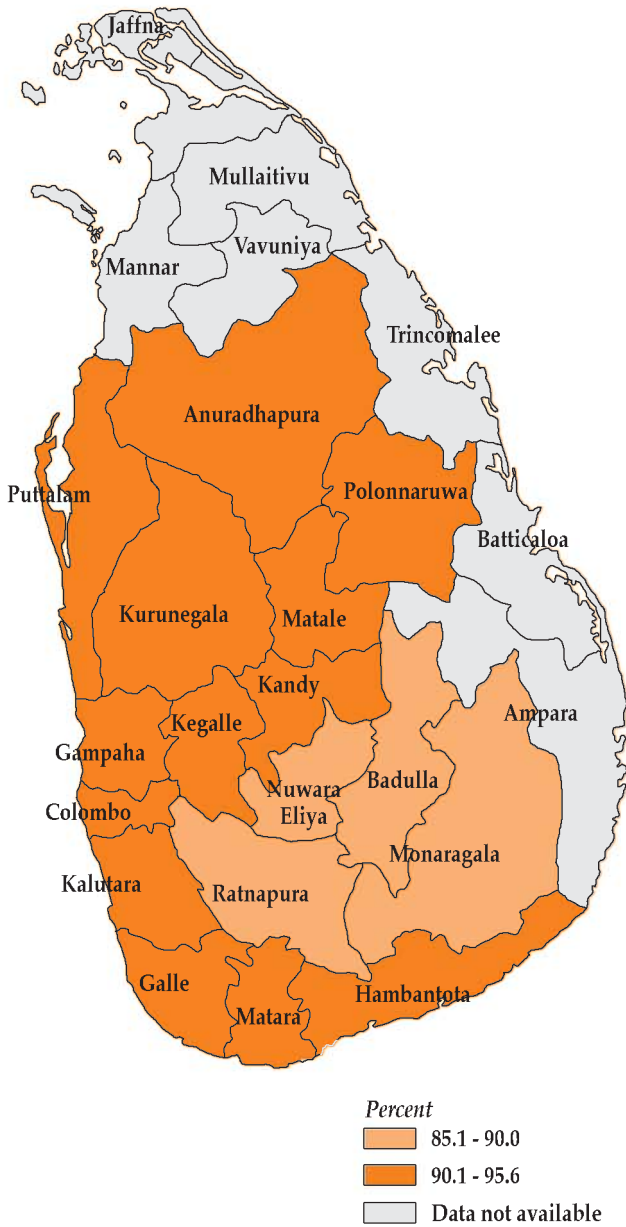 Jaffna
Mullaitivu
Vavuniya
Mannar
Trincomalee
Anuradhapura
Polonnaruwa
Puttalam
Batticaloa
Kurunegala
Matale
Kandy
Kegalle
Ampara
Gampaha
Badulla
Nuwara
Eliya
Colombo
Monaragala
Kalutara
Ratnapura
Galle
Hambantota
Matara
Percent
85.1 - 90.0
90.1 - 95.6
Data not available